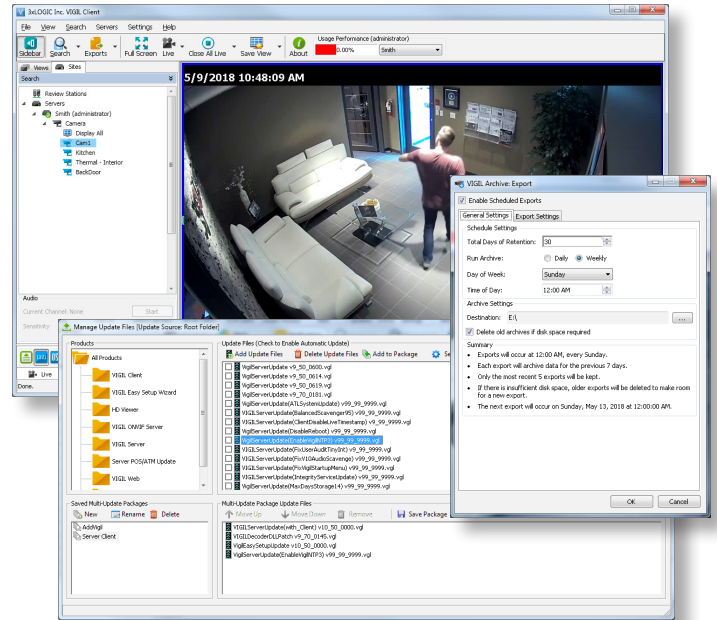 3xLOGIC Inc. VIGIL Client
File View Search Servers Settings Help
Usage Performance (administrator)
0.00% Smith
Sidebar Search Exports Full Screen Live Close All Live Save View About
Views Sites
Search
Review Stations
Servers
Smith (administrator)
Camera
Display All
Cam1
Kitchen
Thermal - Interior
BackDoor
Audio
Current Channel: None Start
Sensitivity
Live
Done.
5/9/2018 10:48:09 AM
VIGIL Archive: Export
Enable Scheduled Exports
General Settings Export Settings
Schedule Settings
Total Days of Retention: 30
Run Archive: Daily Weekly
Day of Week: Sunday
Time of Day: 12:00 AM
Archive Settings
Destination: E:\ ...
Delete old archives if disk space required
Summary
• Exports will occur at 12:00 AM, every Sunday.
• Each export will archive data for the previous 7 days.
• Only the most recent 5 exports will be kept.
• If there is insufficient disk space, older exports will be deleted to make room
for a new export.
• The next export will occur on Sunday, May 13, 2018 at 12:00:00 AM.
OK Cancel
Manage Update Files [Update Source: Root Folder]
Products
All Products
VIGIL Client
VIGIL Easy Setup Wizard
HD Viewer
VIGIL ONVIF Server
VIGIL Server
Server POS/ATM Update
VIGIL Web
Update Files (Check to Enable Automatic Update)
Add Update Files Delete Update Files Add to Package Se
VigilServerUpdate v9_50_0600.vgl
VigilServerUpdate v9_50_0614.vgl
VigilServerUpdate v9_50_0619.vgl
VigilServerUpdate v9_70_0181.vgl
VigilServerUpdate(ATLSystemUpdate) v99_99_9999.vgl
VIGILServerUpdate(BalancedScavenger95) v99_99_9999.vgl
VIGILServerUpdate(ClientDisableLiveTimestamp) v9_99_9999.vgl
VigilServerUpdate(DisableReboot) v99_99_9999.vgl
VigilServerUpdate(EnableVigilNTP3) v99_99_9999.vgl
VIGILServerUpdate(FixUserAuditTinyInt) v99_99_9999.vgl
VIGILServerUpdate(FixV10AudioScavenge) v99_99_9999.vgl
VIGILServerUpdate(FixVigilStartupMenu) v99_99_9999.vgl
VIGILServerUpdate(IntegrityServiceUpdate) v99_99_9999.vgl
VigilServerUpdate(MaxDaysStorage14) v99_99_9999.vgl
Saved Multi-Update Packages
New Rename Delete
AddVigil
Server Client
Multi-Update Package Update Files
Move Up Move Down Remove Save Package
VIGILServerUpdate(with_Client) v10_50_0000.vgl
VIGILDecoderDLLPatch v9_70_0145.vgl
VigilEasySetupUpdate v10_50_0000.vgl
VigilServerUpdate(EnableVigilNTP3) v99_99_9999.vgl